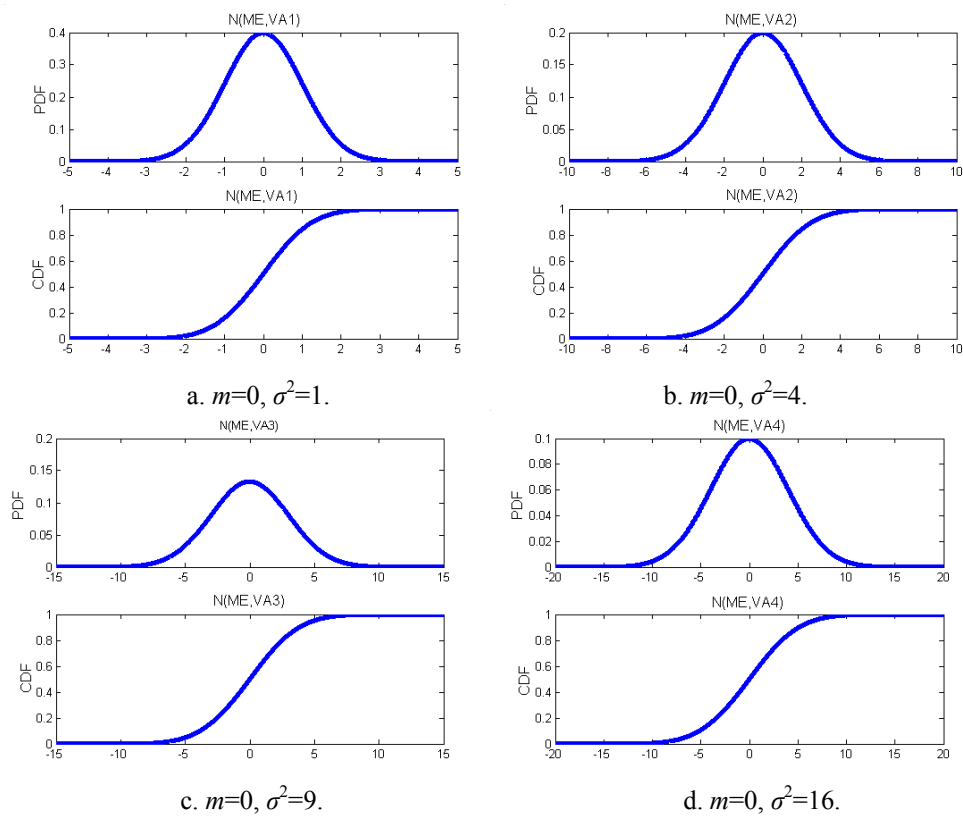 N(ME,VA1)
PDF
0.4
0.3
0.2
0.1
0
-5 -4 -3 -2 -1 0 1 2 3 4 5
N(ME,VA1)
CDF
1
0.8
0.6
0.4
0.2
0
-5 -4 -3 -2 -1 0 1 2 3 4 5
a. m=0, σ²=1.
N(ME,VA2)
PDF
0.2
0.15
0.1
0.05
0
-10 -8 -6 -4 -2 0 2 4 6 8 10
N(ME,VA2)
CDF
1
0.8
0.6
0.4
0.2
0
-10 -8 -6 -4 -2 0 2 4 6 8 10
b. m=0, σ²=4.
N(ME,VA3)
PDF
0.2
0.15
0.1
0.05
0
-15 -10 -5 0 5 10 15
N(ME,VA3)
CDF
1
0.8
0.6
0.4
0.2
0
-15 -10 -5 0 5 10 15
c. m=0, σ²=9.
N(ME,VA4)
PDF
0.1
0.08
0.06
0.04
0.02
0
-20 -15 -10 -5 0 5 10 15 20
N(ME,VA4)
CDF
1
0.8
0.6
0.4
0.2
0
-20 -15 -10 -5 0 5 10 15 20
d. m=0, σ²=16.